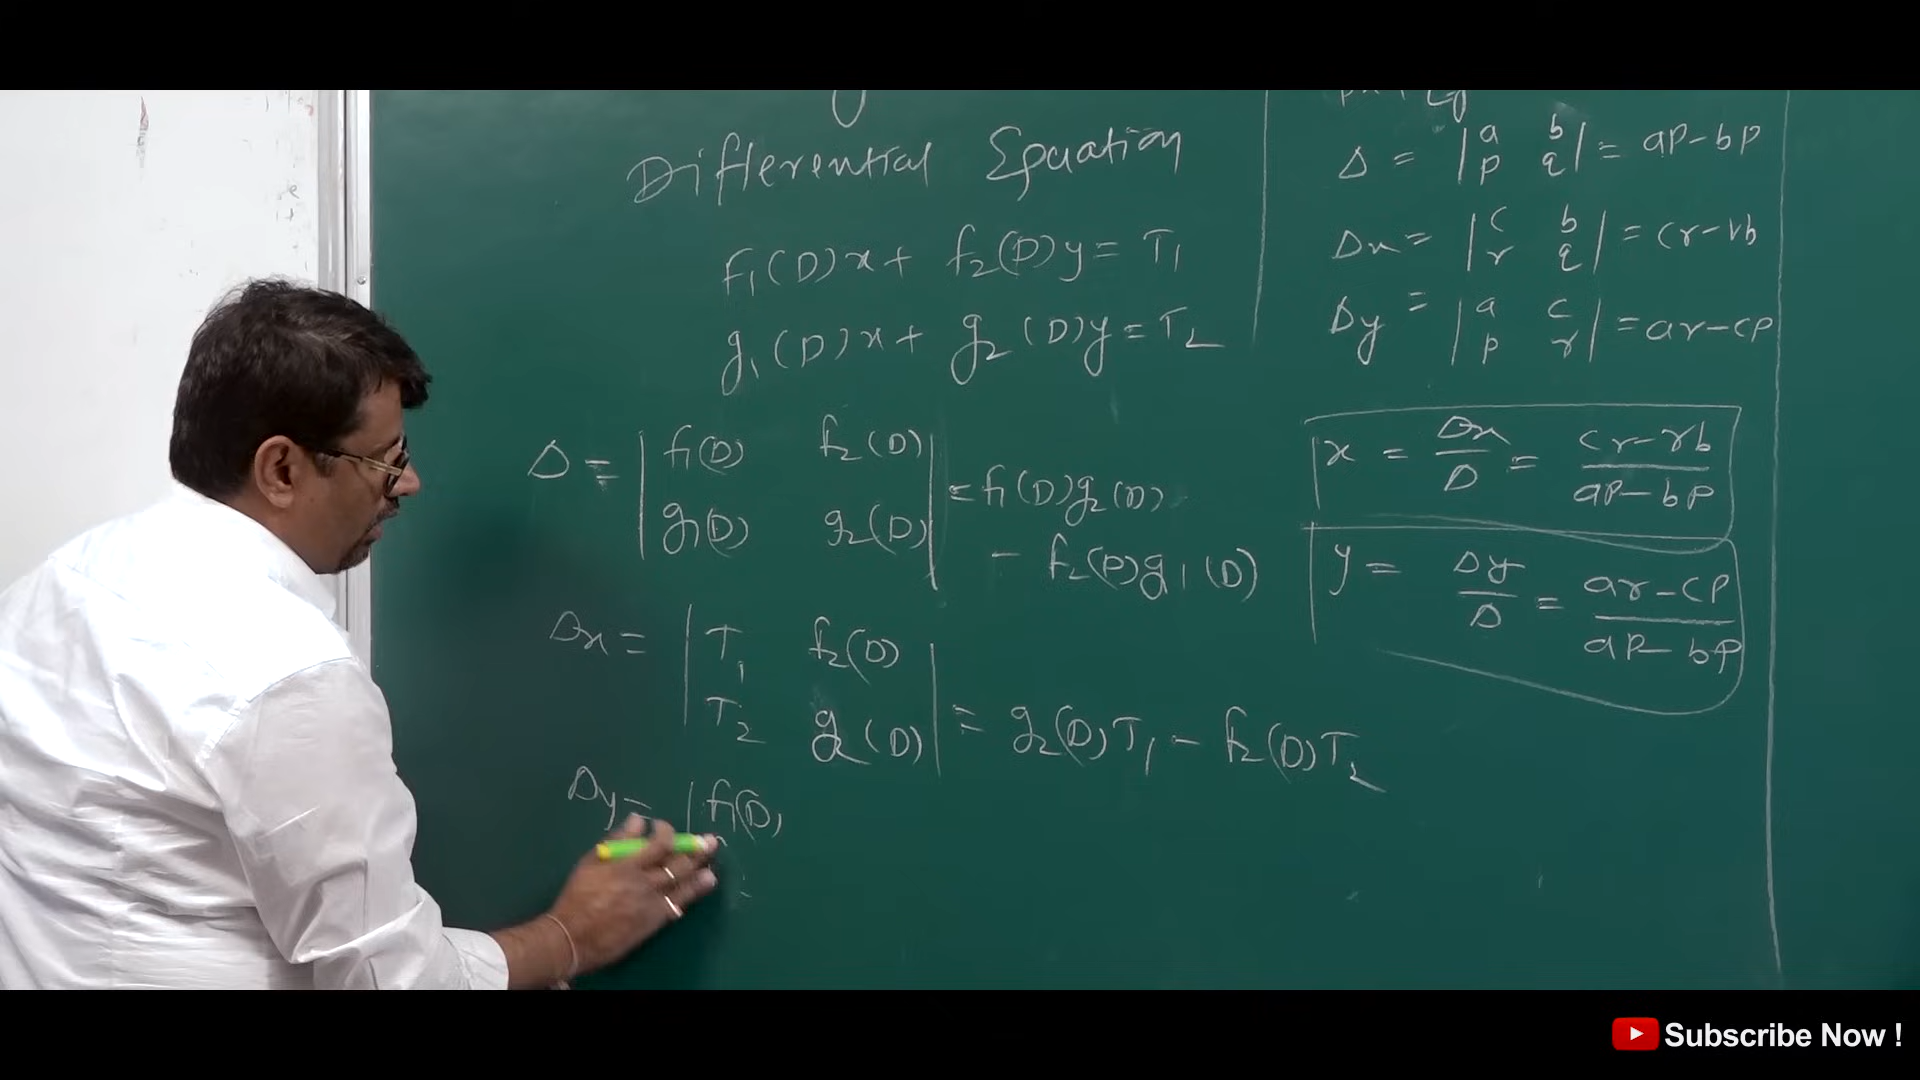 Differential Equation
f₁(D)x + f₂(D)y = T₁
g₁(D)x + g₂(D)y = T₂
Δ = | f₁(D) f₂(D) | = f₁(D)g₂(D)
g₁(D) g₂(D)
- f₂(D)g₁(D)
Δx = | T₁ f₂(D) |
T₂ g₂(D) = g₂(D)T₁ - f₂(D)T₂
Δy = | f₁(D)
Δ = | a b | = ap-bp
p q
Δx = | c b | = cr-rb
r q
Δy = | a c | = ar-cp
p r
x = Δx/D = cr-rb/ap-bp
y = Δy/Δ = ar-cp/ap-bp
Subscribe Now !